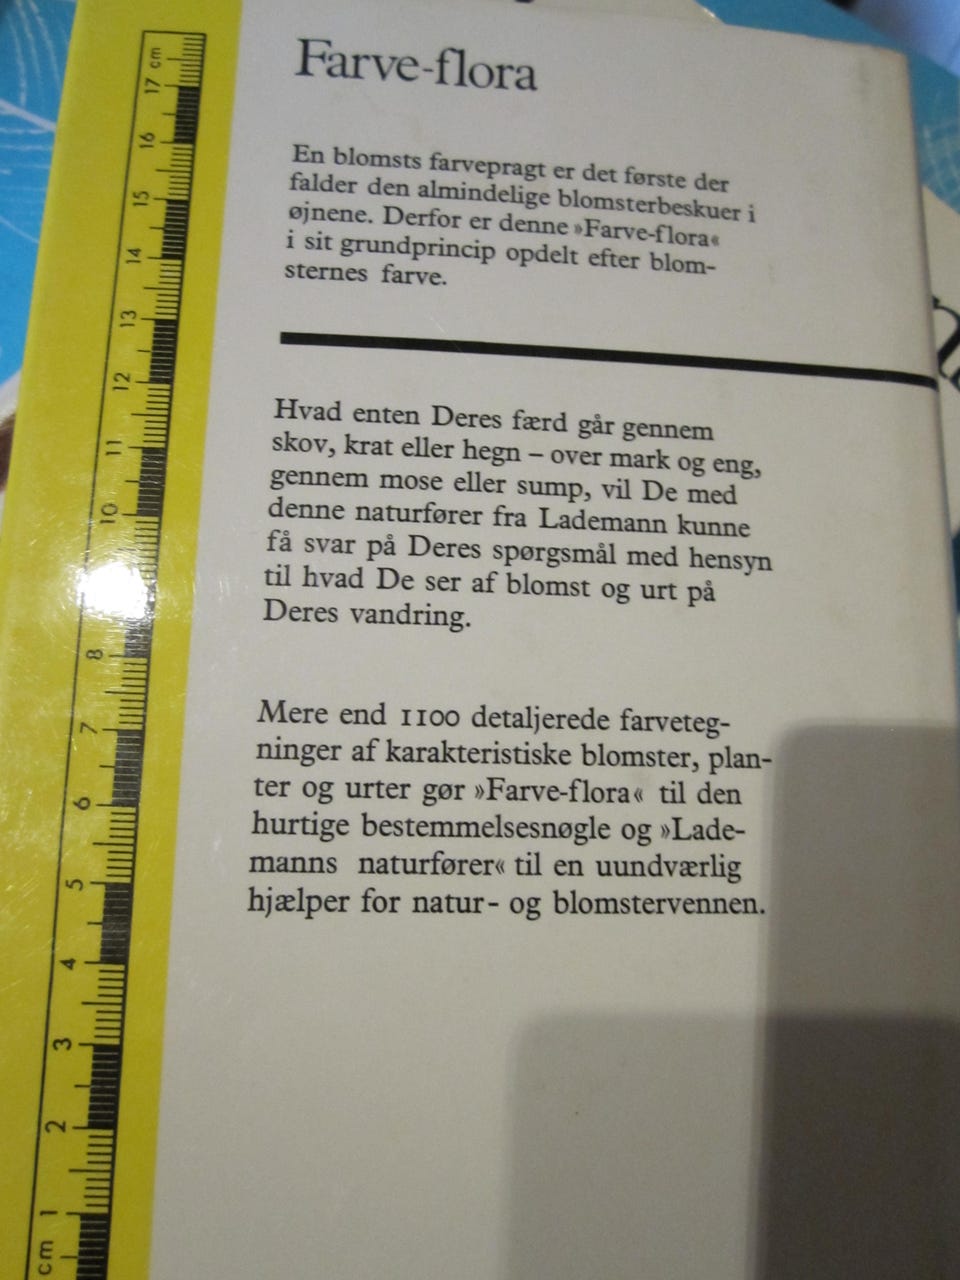 Farve-flora
En blomsts farvepragt er det første der
falder den almindelige blomsterbeskuer i
øjnene. Derfor er denne »Farve-flora«
i sit grundprincip opdelt efter blom-
sternes farve.
Hvad enten Deres færd går gennem
skov, krat eller hegn – over mark og eng,
gennem mose eller sump, vil De med
denne naturfører fra Lademann kunne
få svar på Deres spørgsmål med hensyn
til hvad De ser af blomst og urt på
Deres vandring.
Mere end 1100 detaljerede farveteg-
ninger af karakteristiske blomster, plan-
ter og urter gør »Farve-flora« til den
hurtige bestemmelsesnøgle og »Lade-
manns naturfører« til en uundværlig
hjælper for natur- og blomstervennen.
cm 1 2 3 4 5 6 7 8 10 11 12 13 14 15 16 17 cm